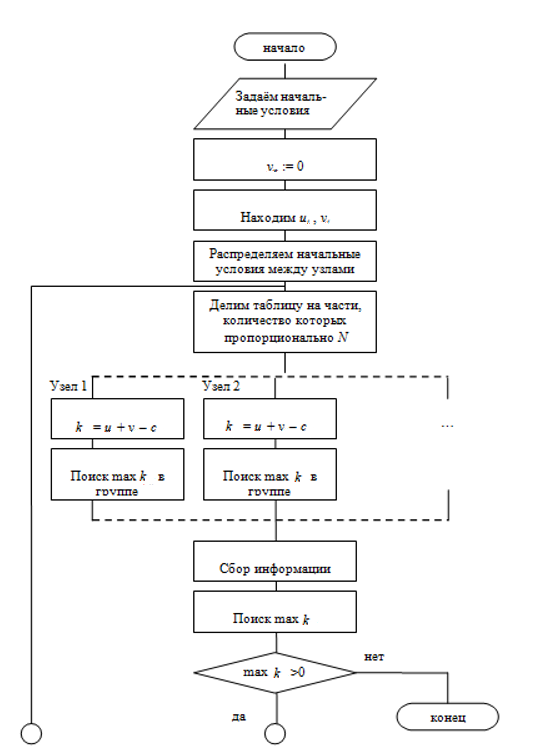 начало
Задаём началь-
ные условия
:= 0
Находим u , v
Распределяем начальные
условия между узлами
Делим таблицу на части,
количество которых
пропорционально N
Узел 1
Узел 2
k = u + v – c
k = u + v – c
...
Поиск max k в
группе
Поиск max k в
группе
Сбор информации
Поиск max k
max k >0
нет
да
конец